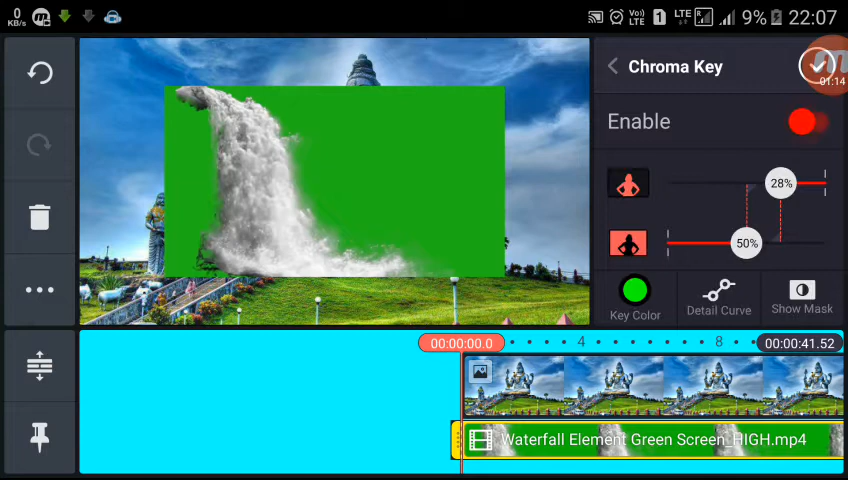 0
KB/s
Vo))
LTE
1
LTE
R
9%
22:07
Chroma Key
01:14
Enable
28%
50%
Key Color
Detail Curve
Show Mask
00:00:00.0
4
8
00:00:41.52
Waterfall Element Green Screen_HIGH.mp4